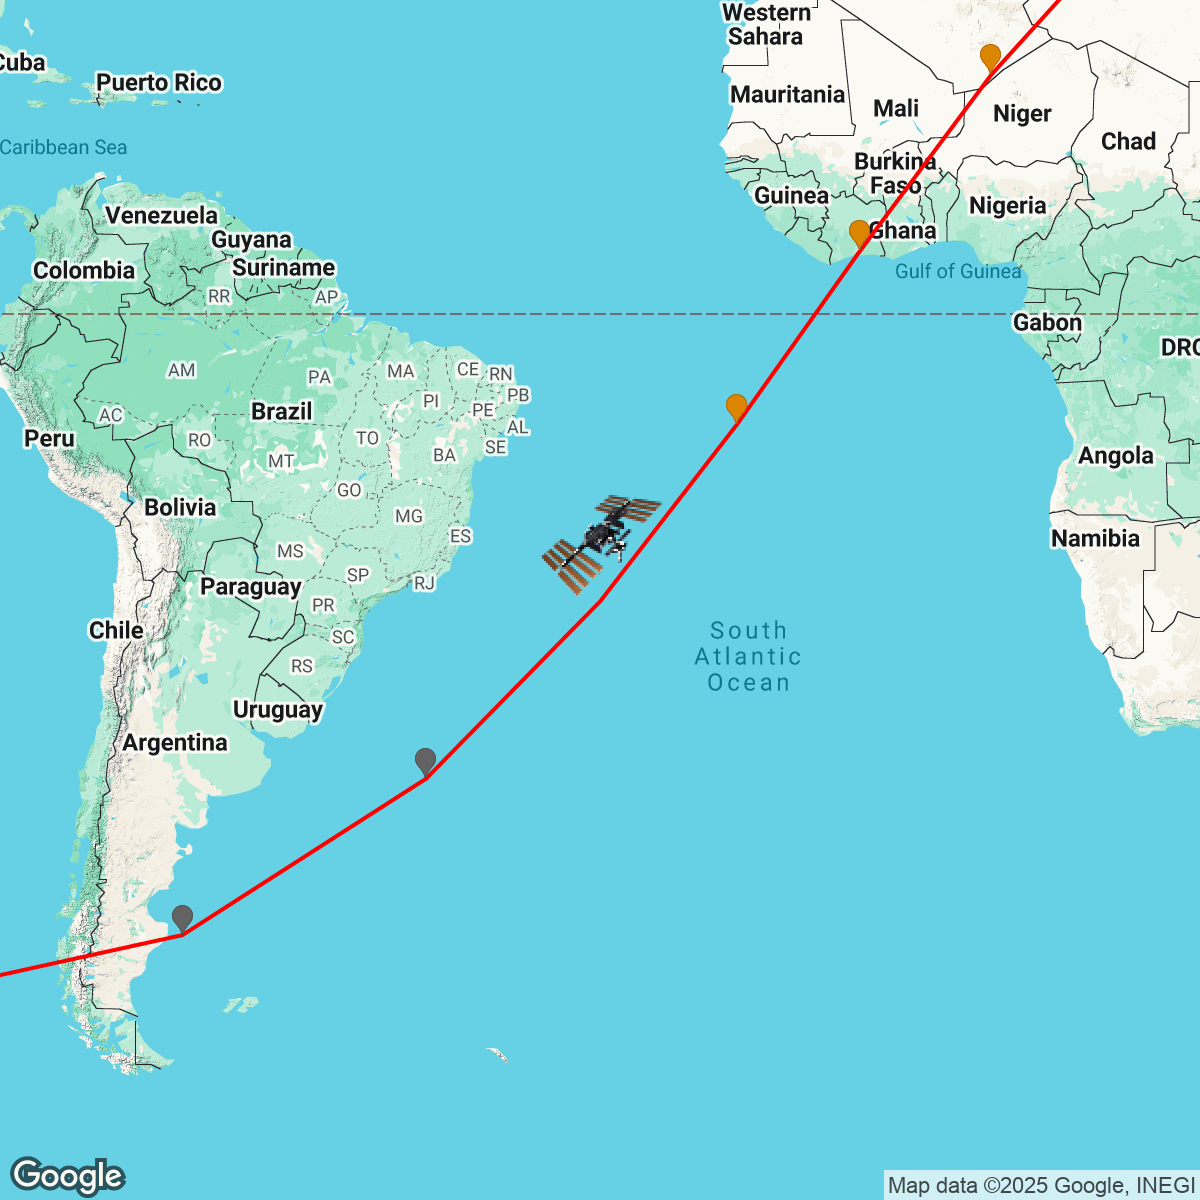 Western
Sahara
Cuba
Puerto Rico
Mauritania
Mali
Niger
Chad
Caribbean Sea
Burkina
Faso
Guinea
Nigeria
Venezuela
Ghana
Guyana
Colombia
Suriname
Gulf of Guinea
RR
AP
Gabon
DRC
AM
PA
MA
CE
RN
PI
PB
AC
Brazil
PE
AL
Peru
RO
TO
SE
MT
BA
Angola
GO
Bolivia
MG
ES
Namibia
MS
SP
RJ
Paraguay
PR
Chile
SC
South
Atlantic
Ocean
RS
Uruguay
Argentina
Google
Map data ©2025 Google, INEGI